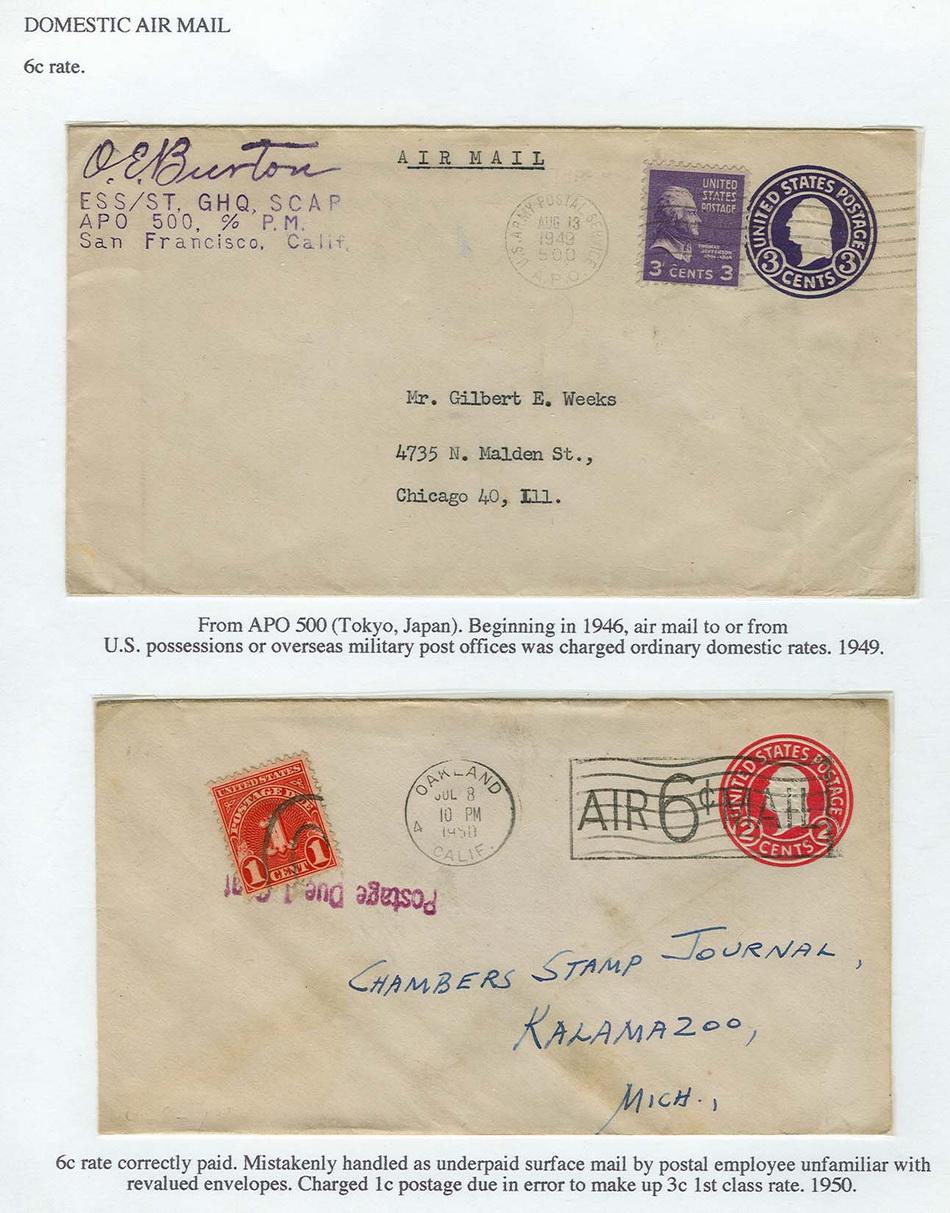 DOMESTIC AIR MAIL
6c rate.
O.E. Burton
ESS/ST, GHQ, SCAP
APO 500, % P.M.
San Francisco, Calif.
AIR MAIL
U.S. ARMY POSTAL SERVICE
AUG 13
1949
500
A.P.O.
UNITED
STATES
POSTAGE
THOMAS
JEFFERSON
3 CENTS 3
UNITED STATES POSTAGE
3 CENTS 3
Mr. Gilbert E. Weeks
4735 N. Malden St.,
Chicago 40, Ill.
From APO 500 (Tokyo, Japan). Beginning in 1946, air mail to or from
U.S. possessions or overseas military post offices was charged ordinary domestic rates. 1949.
UNITED STATES
POSTAGE DUE
1
1 CENT 1
Postage Due 1 Cent
OAKLAND
JUL 8
10 PM
1950
4 CALIF.
AIR 6¢ MAIL
UNITED STATES POSTAGE
2 CENTS 2
CHAMBERS STAMP JOURNAL,
KALAMAZOO,
MICH.,
6c rate correctly paid. Mistakenly handled as underpaid surface mail by postal employee unfamiliar with
revalued envelopes. Charged 1c postage due in error to make up 3c 1st class rate. 1950.